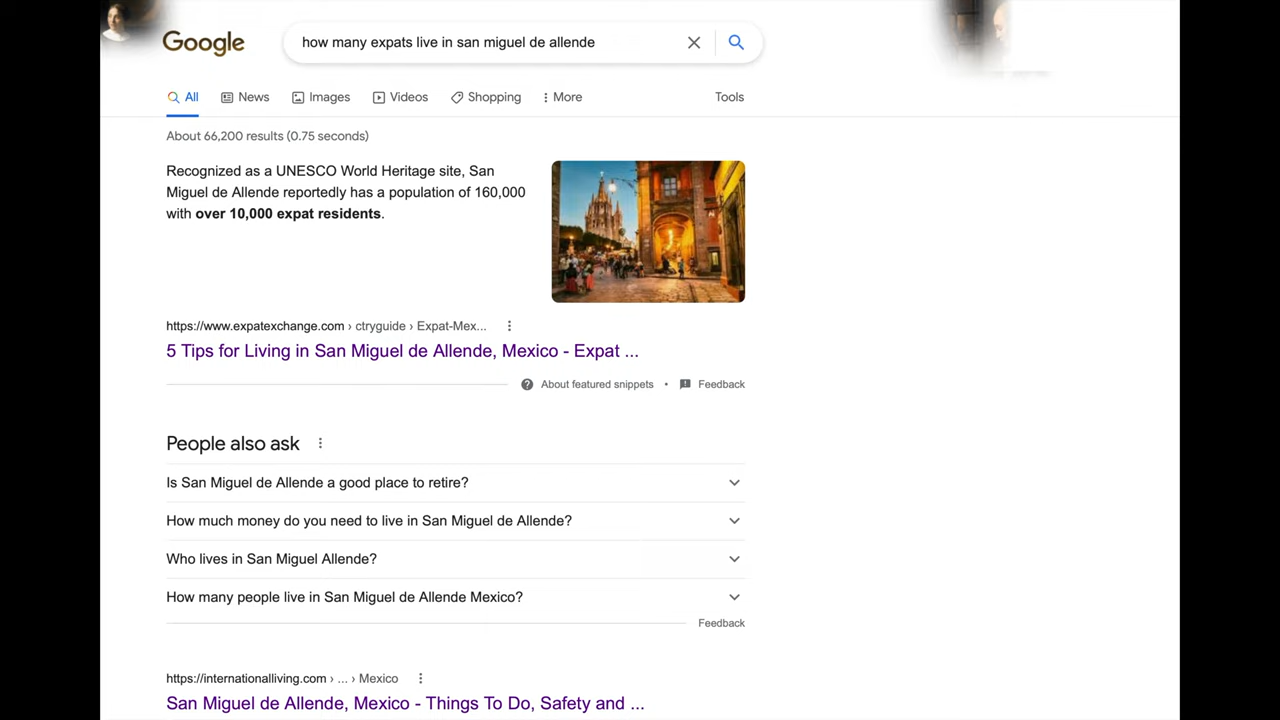 Google
how many expats live in san miguel de allende
All News Images Videos Shopping More Tools
About 66,200 results (0.75 seconds)
Recognized as a UNESCO World Heritage site, San
Miguel de Allende reportedly has a population of 160,000
with over 10,000 expat residents.
https://www.expatexchange.com › ctryguide › Expat-Mex...
5 Tips for Living in San Miguel de Allende, Mexico - Expat ...
About featured snippets • Feedback
People also ask
Is San Miguel de Allende a good place to retire?
How much money do you need to live in San Miguel de Allende?
Who lives in San Miguel Allende?
How many people live in San Miguel de Allende Mexico?
Feedback
https://internationalliving.com › ... › Mexico
San Miguel de Allende, Mexico - Things To Do, Safety and ...